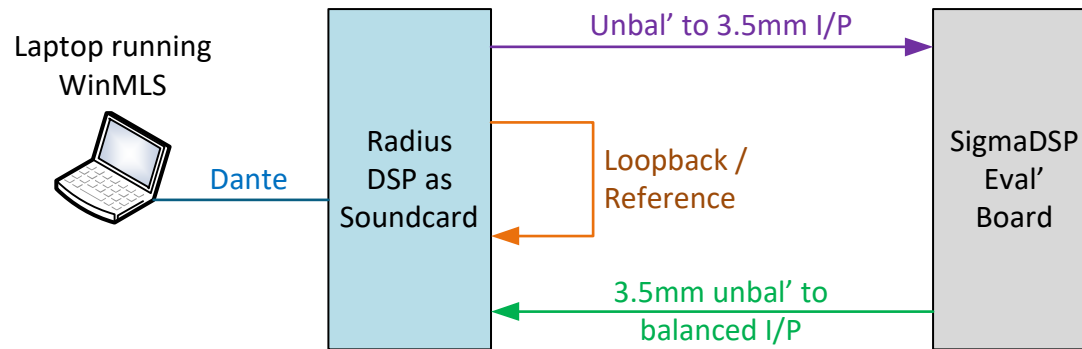 Laptop running
WinMLS
Dante
Radius
DSP as
Soundcard
Unbal’ to 3.5mm I/P
Loopback /
Reference
3.5mm unbal’ to
balanced I/P
SigmaDSP
Eval’
Board